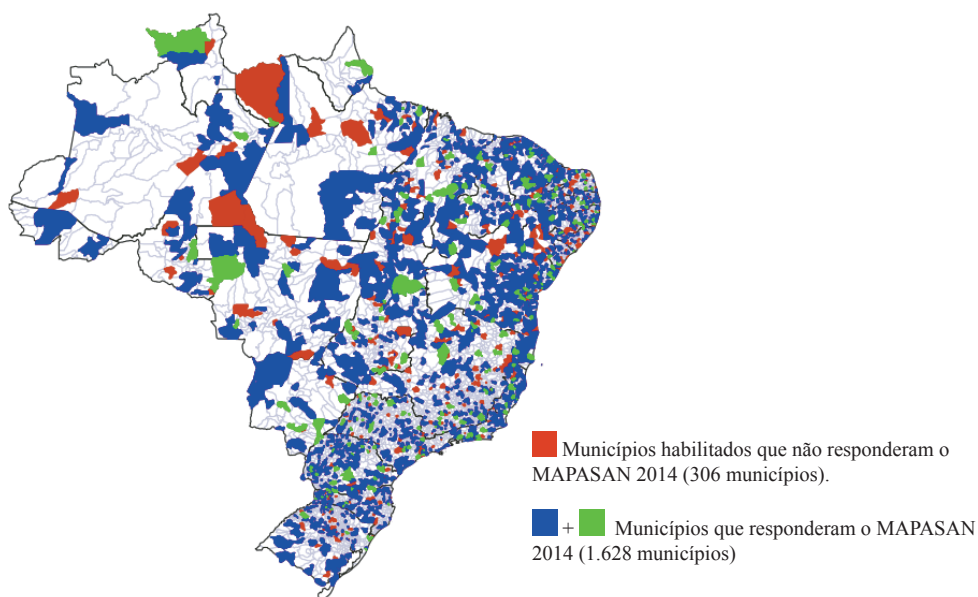 Municípios habilitados que não responderam o
MAPASAN 2014 (306 municípios).
+ Municípios que responderam o MAPASAN
2014 (1.628 municípios)